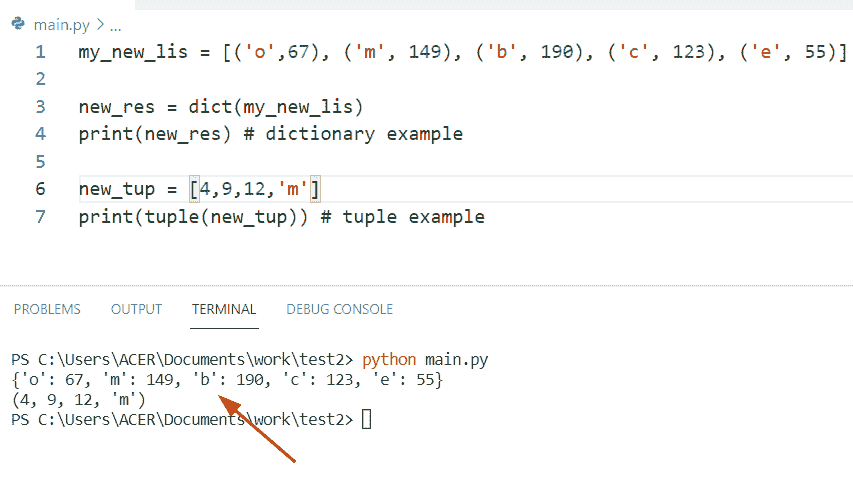 main.py > ...
1 my_new_lis = [('o',67), ('m', 149), ('b', 190), ('c', 123), ('e', 55)]
2
3 new_res = dict(my_new_lis)
4 print(new_res) # dictionary example
5
6 new_tup = [4,9,12,'m']
7 print(tuple(new_tup)) # tuple example
PROBLEMS OUTPUT TERMINAL DEBUG CONSOLE
PS C:\Users\ACER\Documents\work\test2> python main.py
{'o': 67, 'm': 149, 'b': 190, 'c': 123, 'e': 55}
(4, 9, 12, 'm')
PS C:\Users\ACER\Documents\work\test2>